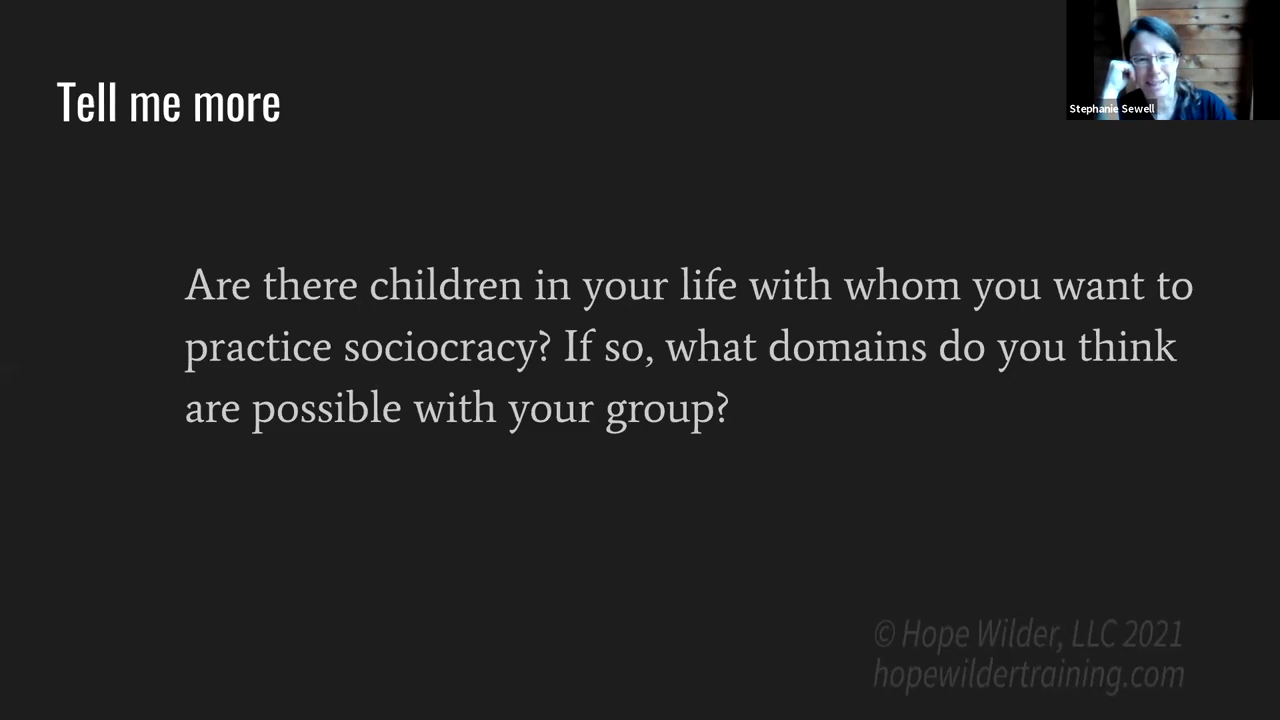 Tell me more
Stephanie Sewell
Are there children in your life with whom you want to
practice sociocracy? If so, what domains do you think
are possible with your group?
© Hope Wilder, LLC 2021
hopewildertraining.com